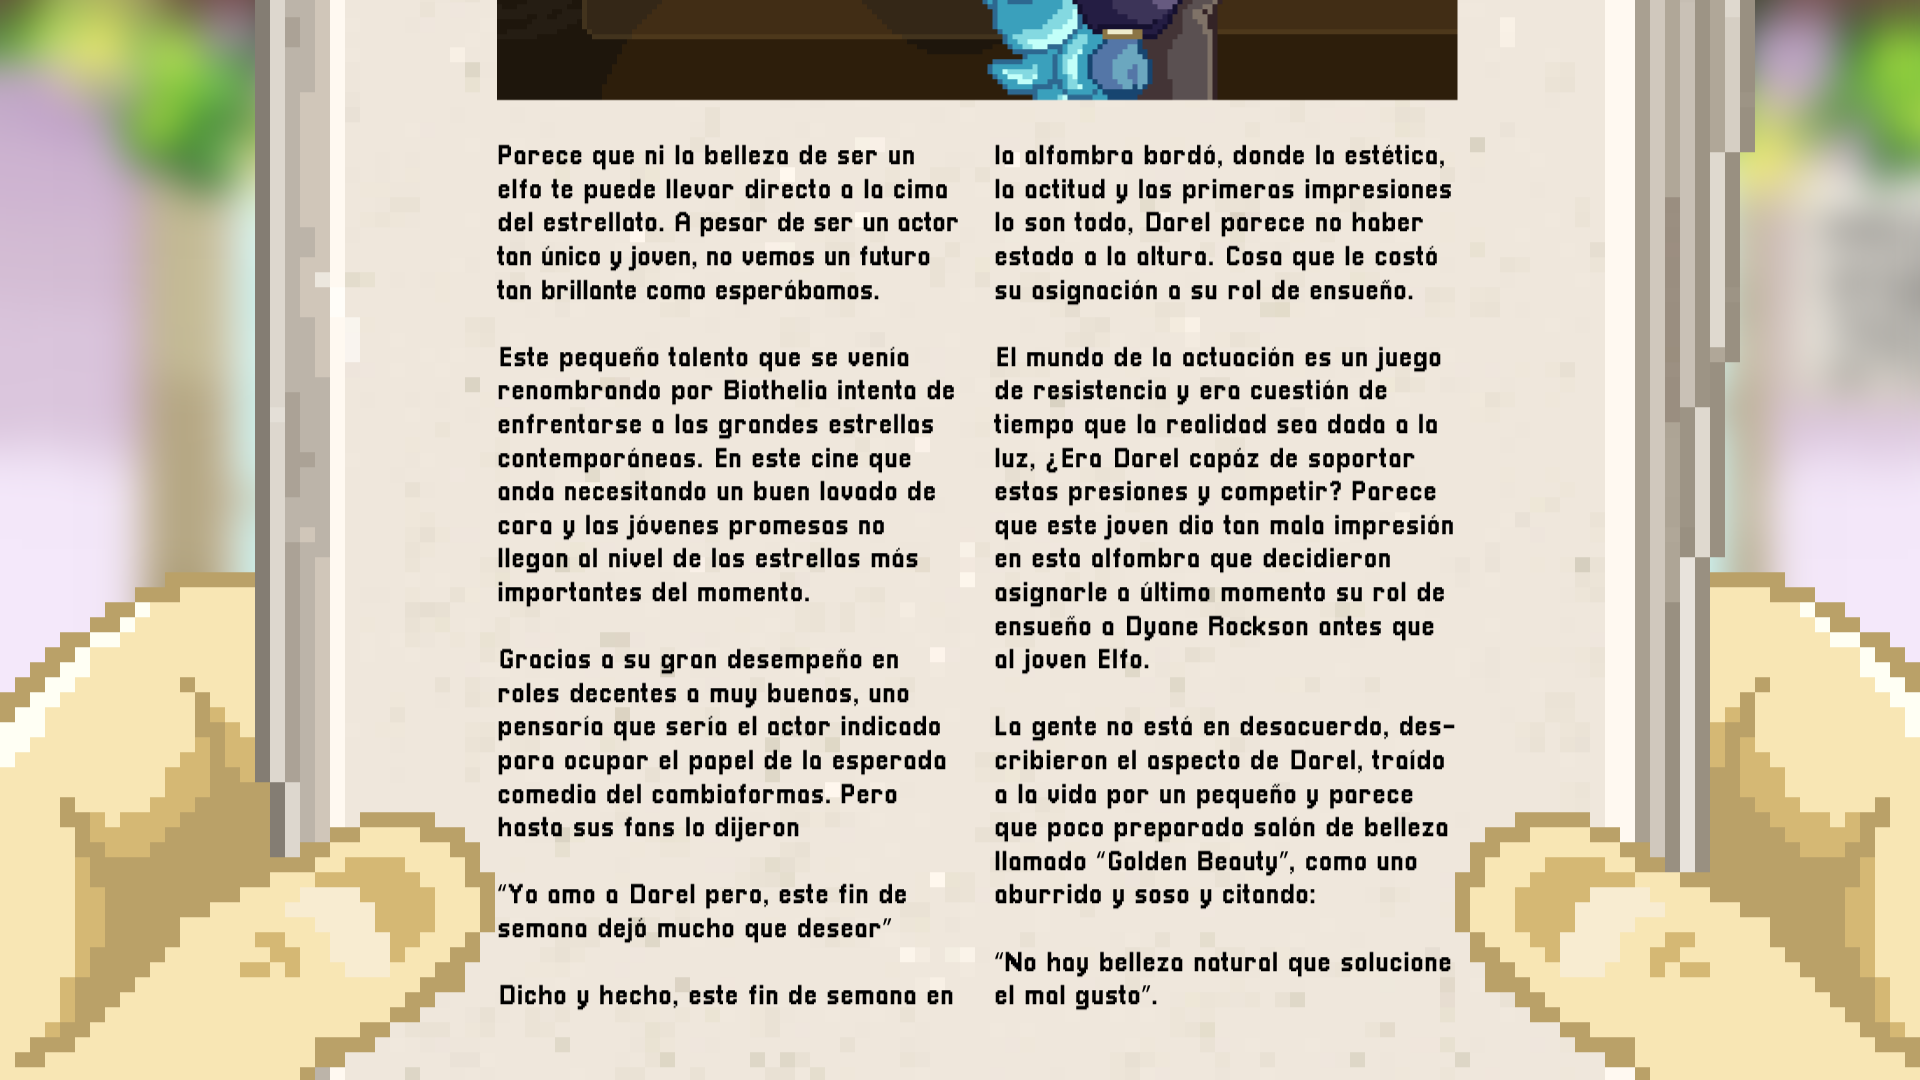 Parece que ni la belleza de ser un
elfo te puede llevar directo a la cima
del estrellato. A pesar de ser un actor
tan único y joven, no vemos un futuro
tan brillante como esperábamos.
Este pequeño talento que se venía
renombrando por Biothelia intenta de
enfrentarse a las grandes estrellas
contemporáneas. En este cine que
anda necesitando un buen lavado de
cara y las jóvenes promesas no
llegan al nivel de las estrellas más
importantes del momento.
Gracias a su gran desempeño en
roles decentes a muy buenos, uno
pensaría que sería el actor indicado
para ocupar el papel de la esperada
comedia del cambiaformas. Pero
hasta sus fans lo dijeron
“Yo amo a Darel pero, este fin de
semana dejó mucho que desear”
Dicho y hecho, este fin de semana en
la alfombra bordó, donde la estética,
la actitud y las primeras impresiones
lo son todo, Darel parece no haber
estado a la altura. Cosa que le costó
su asignación a su rol de ensueño.
El mundo de la actuación es un juego
de resistencia y era cuestión de
tiempo que la realidad sea dada a la
luz, ¿Era Darel capáz de soportar
estas presiones y competir? Parece
que este joven dio tan mala impresión
en esta alfombra que decidieron
asignarle a último momento su rol de
ensueño a Dyane Rockson antes que
al joven Elfo.
La gente no está en desacuerdo, des-
cribieron el aspecto de Darel, traído
a la vida por un pequeño y parece
que poco preparado salón de belleza
llamado “Golden Beauty”, como uno
aburrido y soso y citando:
“No hay belleza natural que solucione
el mal gusto”.